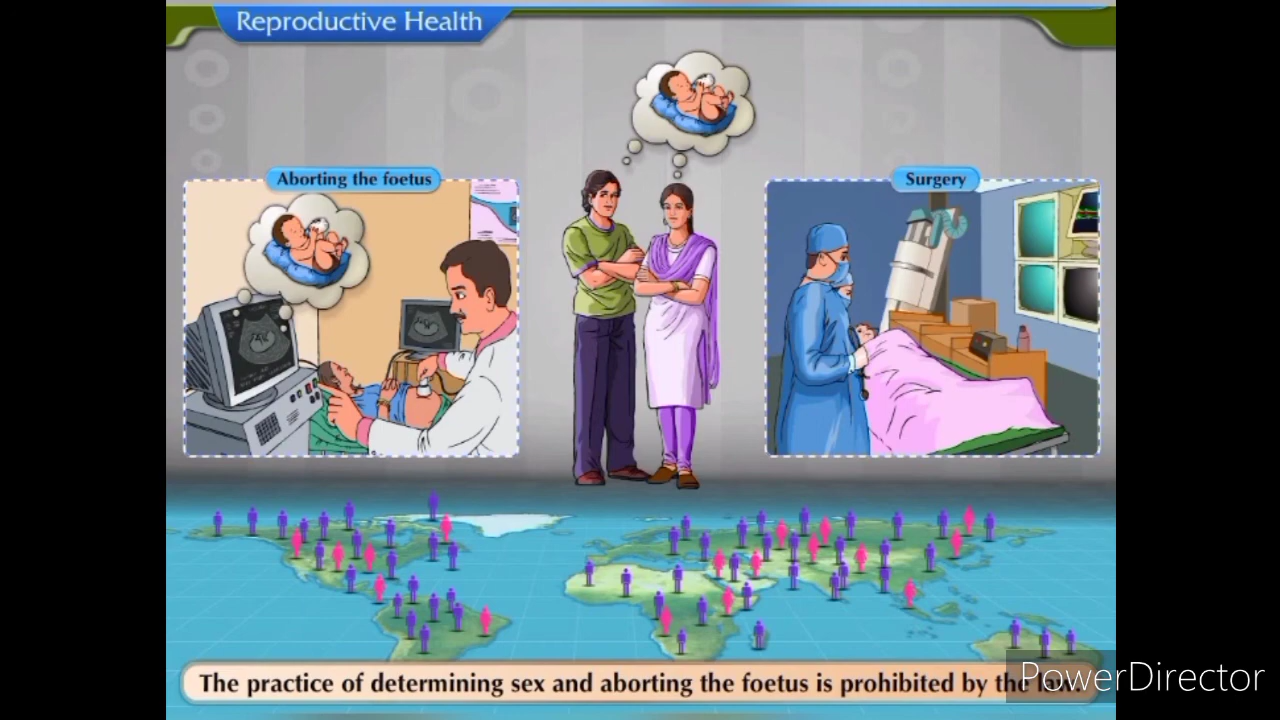 Reproductive Health
Aborting the foetus
Surgery
The practice of determining sex and aborting the foetus is prohibited by the
PowerDirector